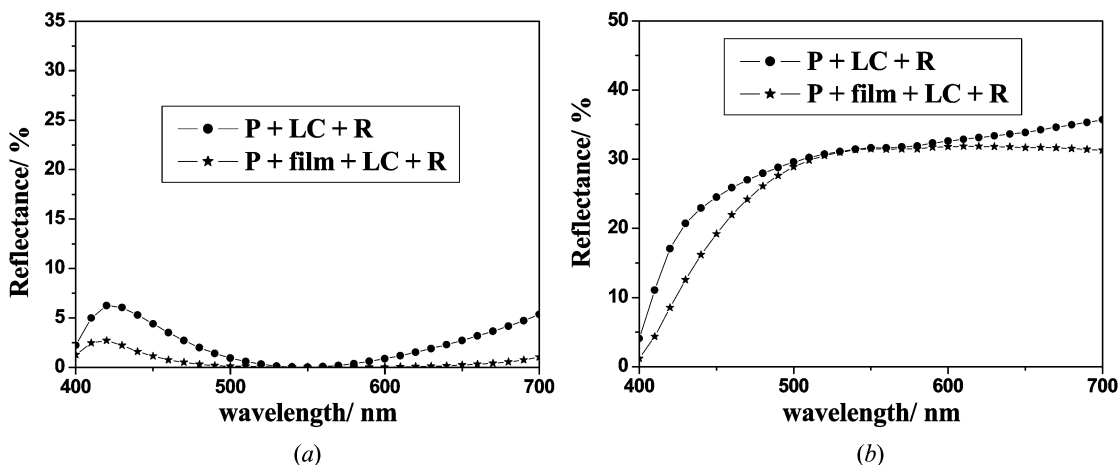 35
30
25
20
15
10
5
0
Reflectance/ %
P + LC + R
P + film + LC + R
400
500
600
700
wavelength/ nm
(a)
50
40
30
20
10
0
Reflectance/ %
P + LC + R
P + film + LC + R
400
500
600
700
wavelength/ nm
(b)